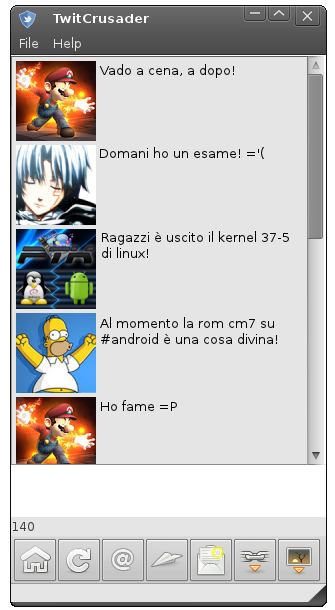 TwitCrusader
File Help
Vado a cena, a dopo!
Domani ho un esame! ='(
Ragazzi è uscito il kernel 37-5
di linux!
Al momento la rom cm7 su
#android è una cosa divina!
Ho fame =P
140
@